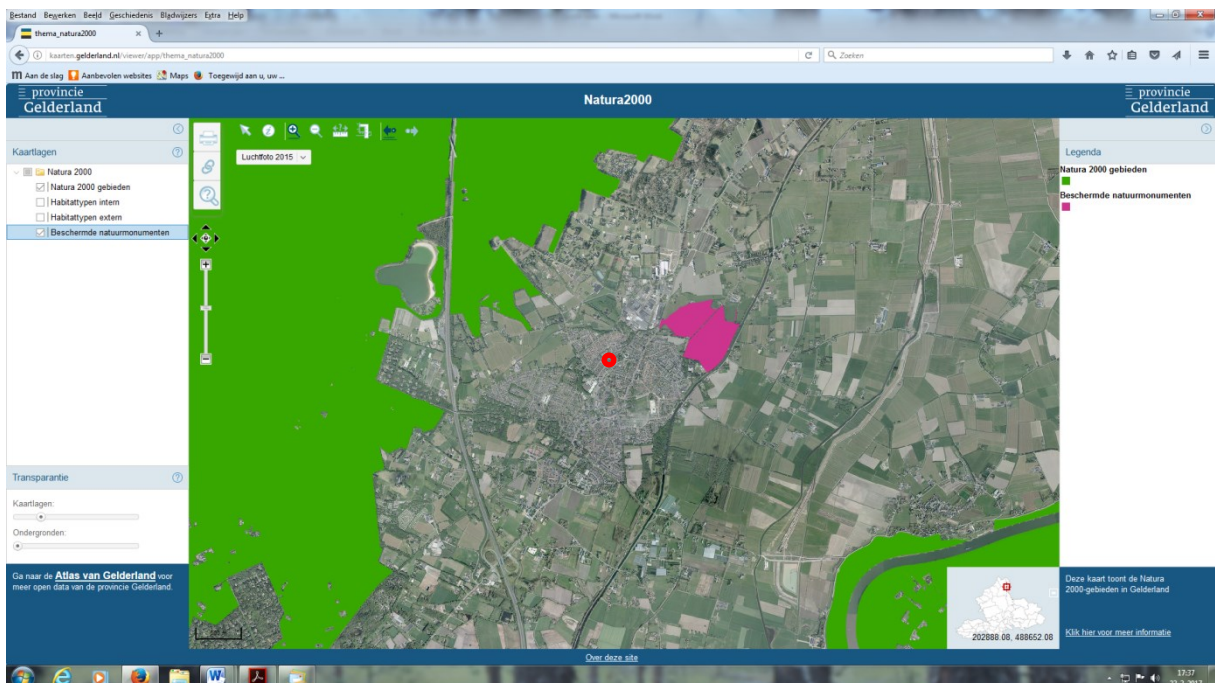 Bestand Bewerken Beeld Geschiedenis Bladwijzers Extra Help
thema_natura2000
kaarten.gelderland.nl/viewer/app/thema_natura2000
Zoeken
Aan de slag Aanbevolen websites Maps Toegewijd aan u, uw ...
provincie
Gelderland
Natura2000
provincie
Gelderland
Kaartlagen
Natura 2000
Natura 2000 gebieden
Habitattypen intern
Habitattypen extern
Beschermde natuurmonumenten
Luchtfoto 2015
Legenda
Natura 2000 gebieden
Beschermde natuurmonumenten
Transparantie
Kaartlagen:
Ondergronden:
Ga naar de Atlas van Gelderland voor
meer open data van de provincie Gelderland.
202888.08, 488652.08
Deze kaart toont de Natura
2000-gebieden in Gelderland
Klik hier voor meer informatie
Over deze site
17:37